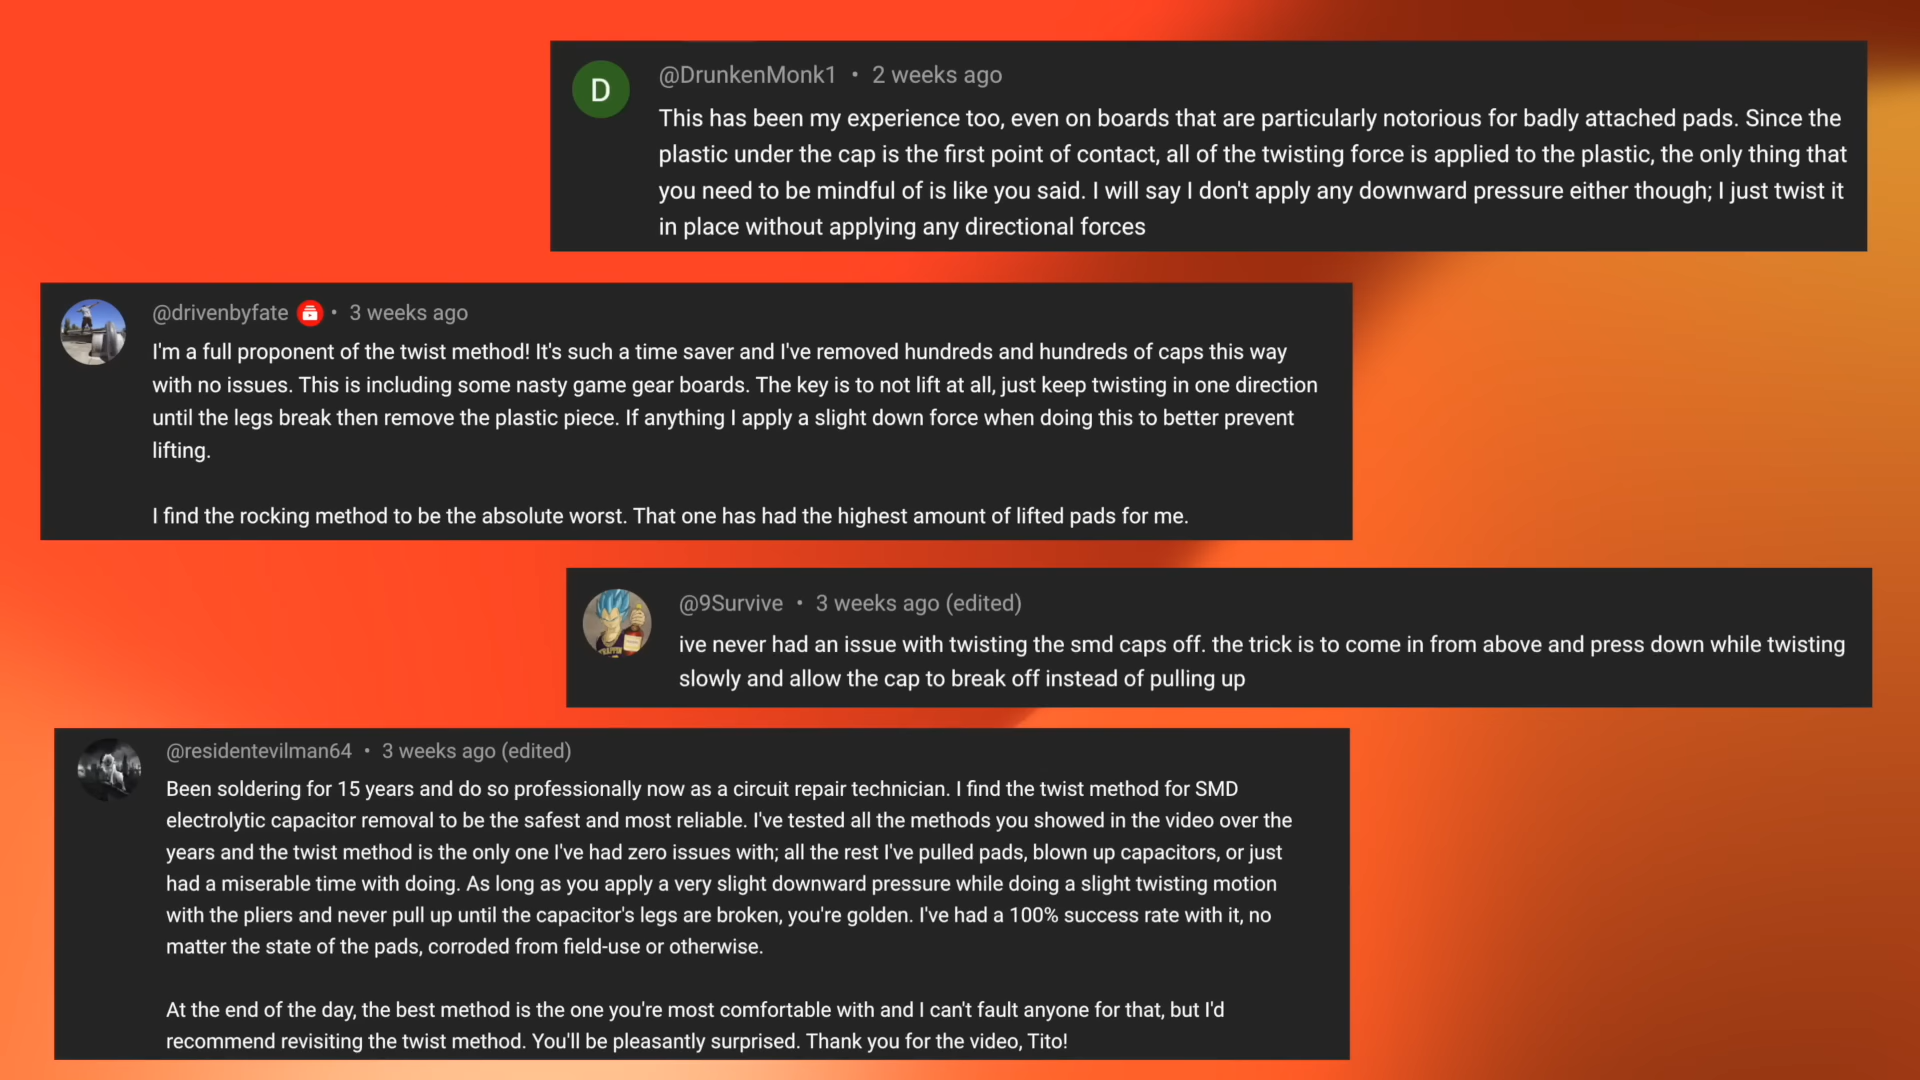 D
@DrunkenMonk1 • 2 weeks ago
This has been my experience too, even on boards that are particularly notorious for badly attached pads. Since the
plastic under the cap is the first point of contact, all of the twisting force is applied to the plastic, the only thing that
you need to be mindful of is like you said. I will say I don't apply any downward pressure either though; I just twist it
in place without applying any directional forces
@drivenbyfate • 3 weeks ago
I'm a full proponent of the twist method! It's such a time saver and I've removed hundreds and hundreds of caps this way
with no issues. This is including some nasty game gear boards. The key is to not lift at all, just keep twisting in one direction
until the legs break then remove the plastic piece. If anything I apply a slight down force when doing this to better prevent
lifting.
I find the rocking method to be the absolute worst. That one has had the highest amount of lifted pads for me.
@9Survive • 3 weeks ago (edited)
ive never had an issue with twisting the smd caps off. the trick is to come in from above and press down while twisting
slowly and allow the cap to break off instead of pulling up
@residentevilman64 • 3 weeks ago (edited)
Been soldering for 15 years and do so professionally now as a circuit repair technician. I find the twist method for SMD
electrolytic capacitor removal to be the safest and most reliable. I've tested all the methods you showed in the video over the
years and the twist method is the only one I've had zero issues with; all the rest I've pulled pads, blown up capacitors, or just
had a miserable time with doing. As long as you apply a very slight downward pressure while doing a slight twisting motion
with the pliers and never pull up until the capacitor's legs are broken, you're golden. I've had a 100% success rate with it, no
matter the state of the pads, corroded from field-use or otherwise.
At the end of the day, the best method is the one you're most comfortable with and I can't fault anyone for that, but I'd
recommend revisiting the twist method. You'll be pleasantly surprised. Thank you for the video, Tito!